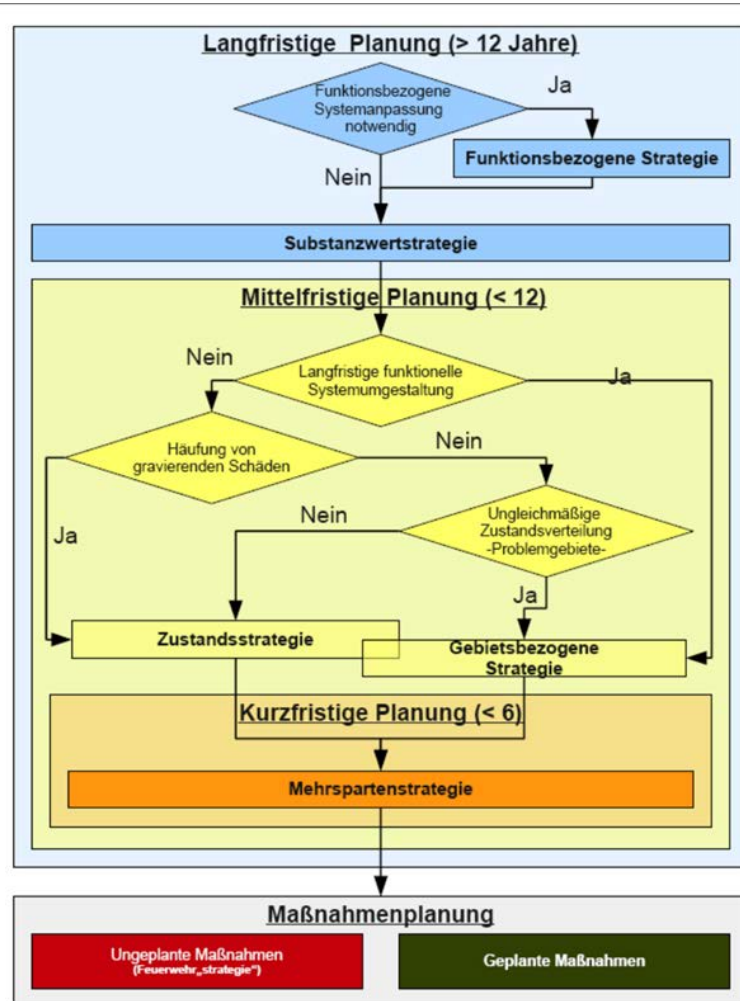 Langfristige Planung (> 12 Jahre)
Funktionsbezogene
Systemanpassung
notwendig
Ja
Funktionsbezogene Strategie
Nein
Substanzwertstrategie
Mittelfristige Planung (< 12)
Nein
Langfristige funktionelle
Systemumgestaltung
Ja
Häufung von
gravierenden Schäden
Nein
Ja
Nein
Ungleichmäßige
Zustandsverteilung
-Problemgebiete-
Ja
Zustandsstrategie
Gebietsbezogene
Strategie
Kurzfristige Planung (< 6)
Mehrspartenstrategie
Maßnahmenplanung
Ungeplante Maßnahmen
(Feuerwehr„strategie“)
Geplante Maßnahmen